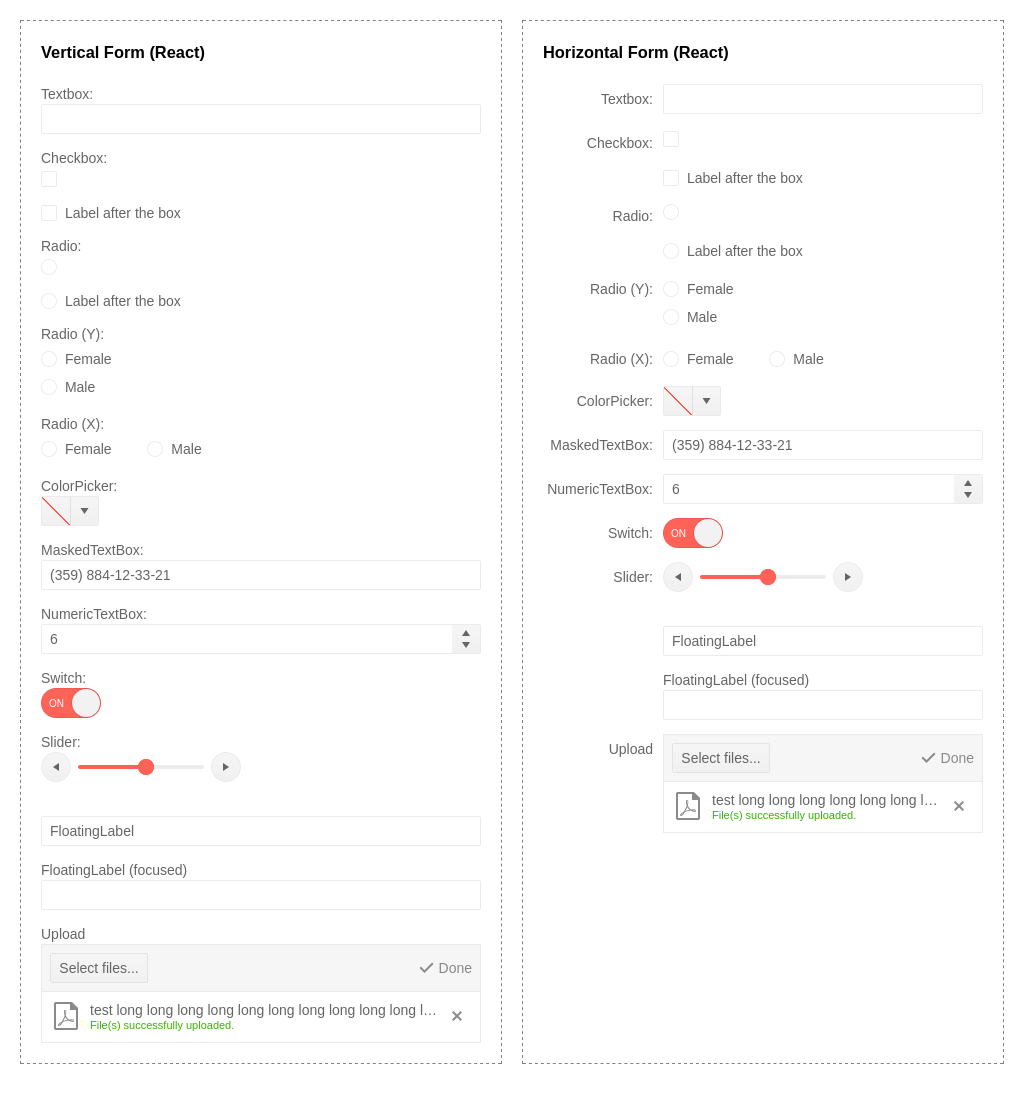 Vertical Form (React)
Textbox:
Checkbox:
Label after the box
Radio:
Label after the box
Radio (Y):
Female
Male
Radio (X):
Female Male
ColorPicker:
MaskedTextBox:
(359) 884-12-33-21
NumericTextBox:
6
Switch:
ON
Slider:
FloatingLabel
FloatingLabel (focused)
Upload
Select files... Done
test long long long long long long long long long long l...
File(s) successfully uploaded.
Horizontal Form (React)
Textbox:
Checkbox:
Label after the box
Radio:
Label after the box
Radio (Y): Female
Male
Radio (X): Female Male
ColorPicker:
MaskedTextBox: (359) 884-12-33-21
NumericTextBox: 6
Switch: ON
Slider:
FloatingLabel
FloatingLabel (focused)
Upload Select files... Done
test long long long long long long l...
File(s) successfully uploaded.